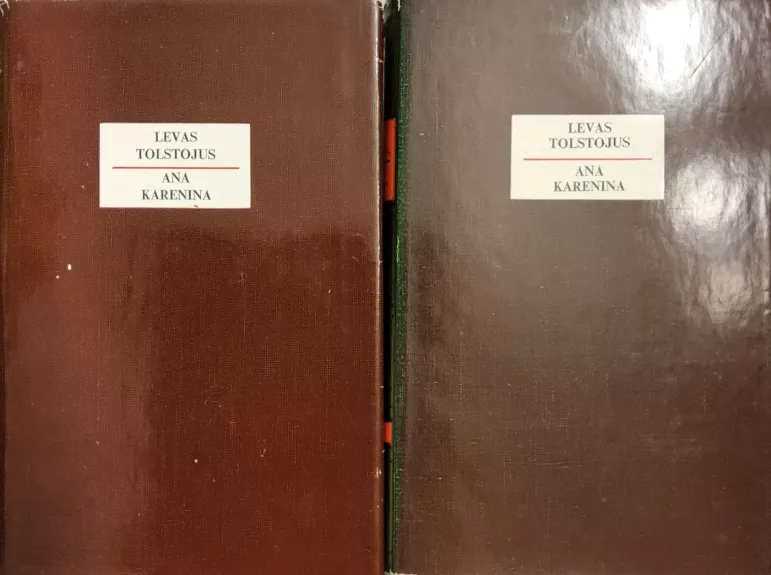 LEVAS
TOLSTOJUS
ANA
KARENINA
LEVAS
TOLSTOJUS
ANA
KARENINA